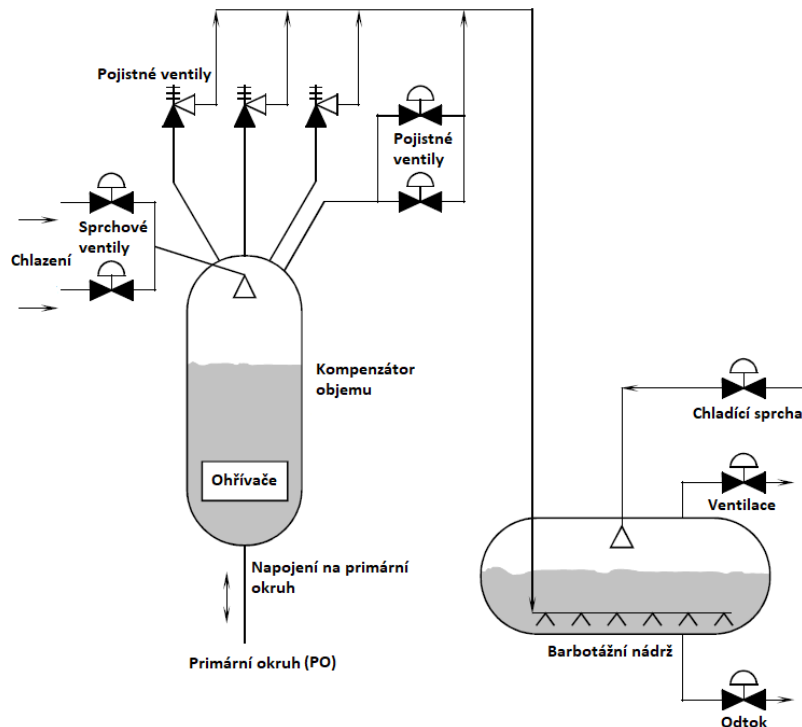 Pojistné ventily
Pojistné
ventily
Sprchové
ventily
Chlazení
Kompenzátor
objemu
Chladící sprcha
Ohřívače
Ventilace
Napojení na primární
okruh
Primární okruh (PO)
Barbotážní nádrž
Odtok